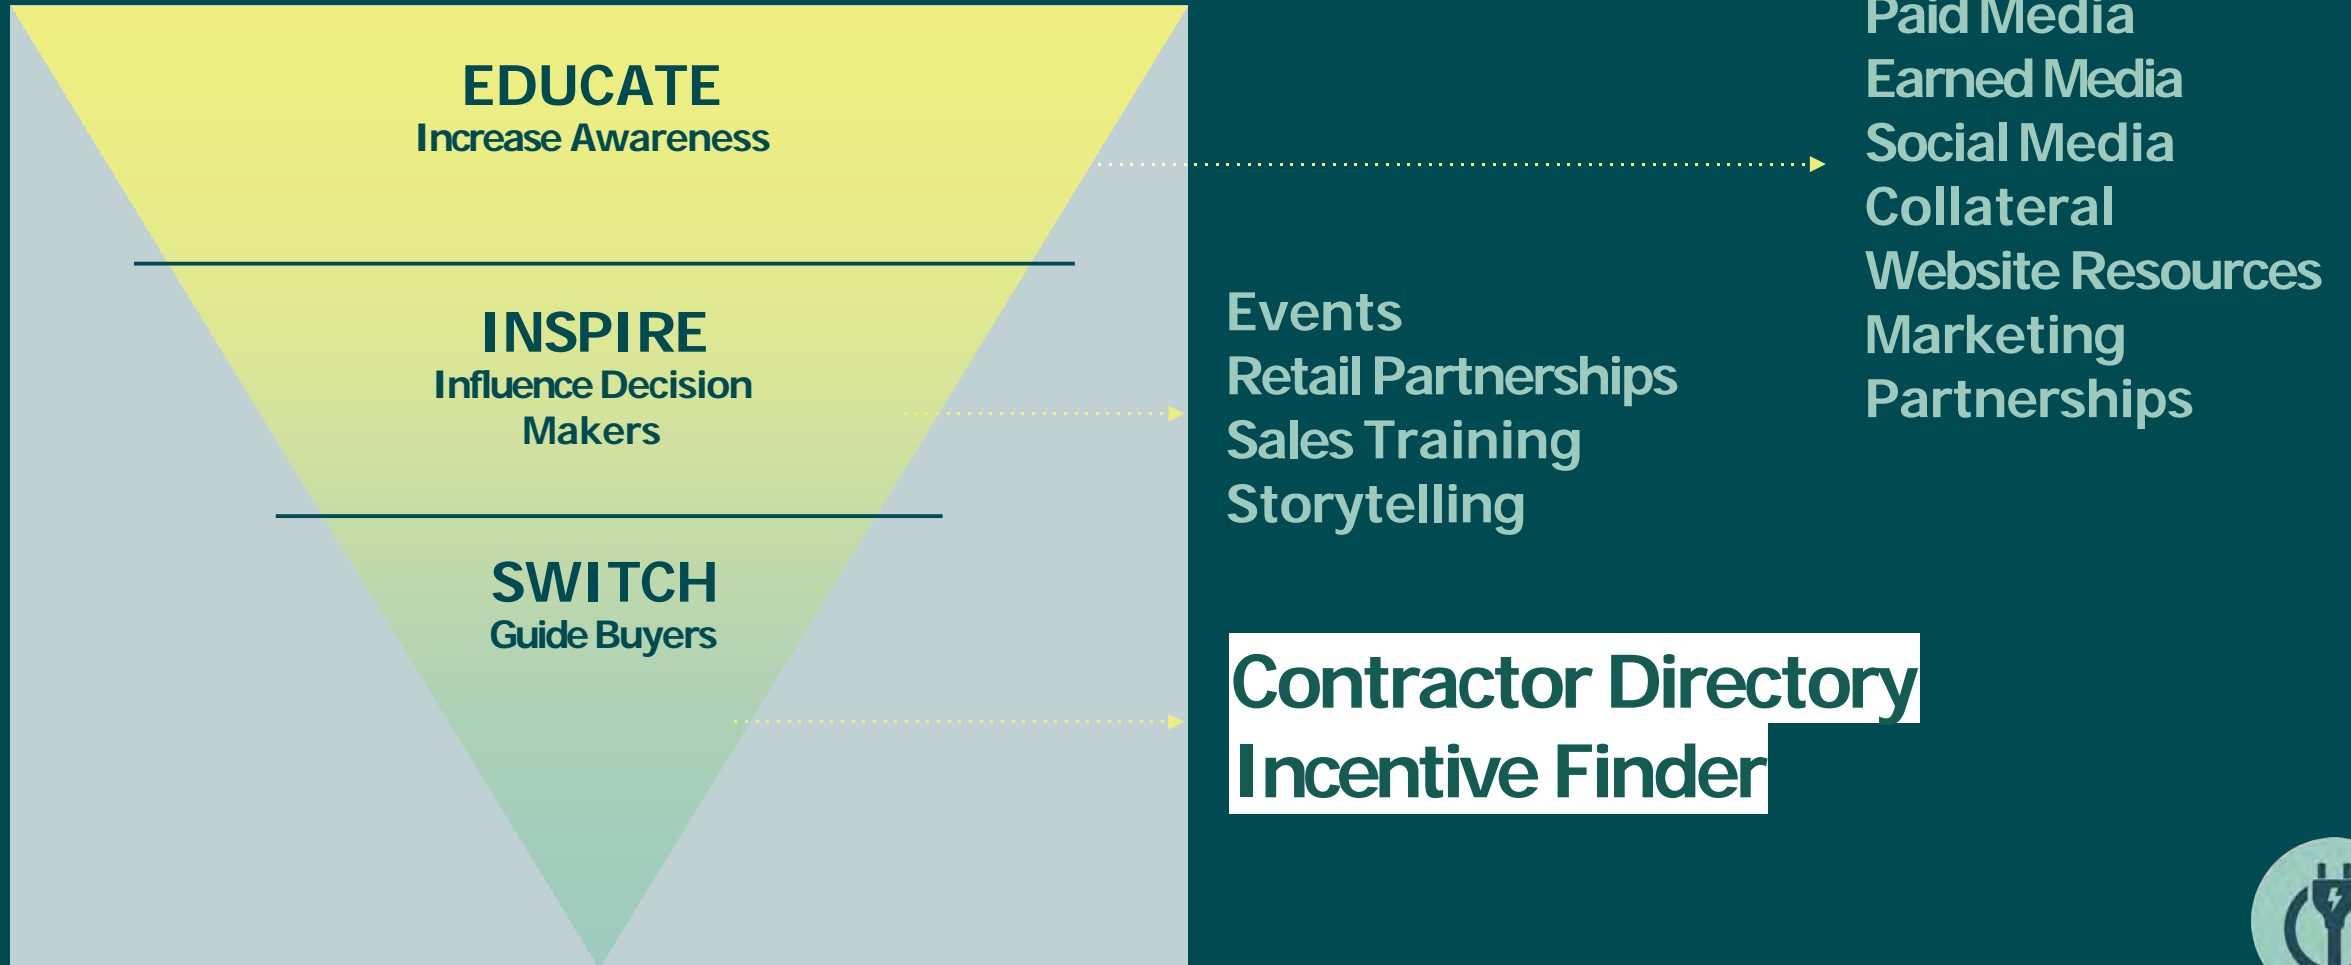 EDUCATE
Increase Awareness
INSPIRE
Influence Decision
Makers
SWITCH
Guide Buyers
Paid Media
Earned Media
Social Media
Collateral
Website Resources
Marketing
Partnerships
Events
Retail Partnerships
Sales Training
Storytelling
Contractor Directory
Incentive Finder